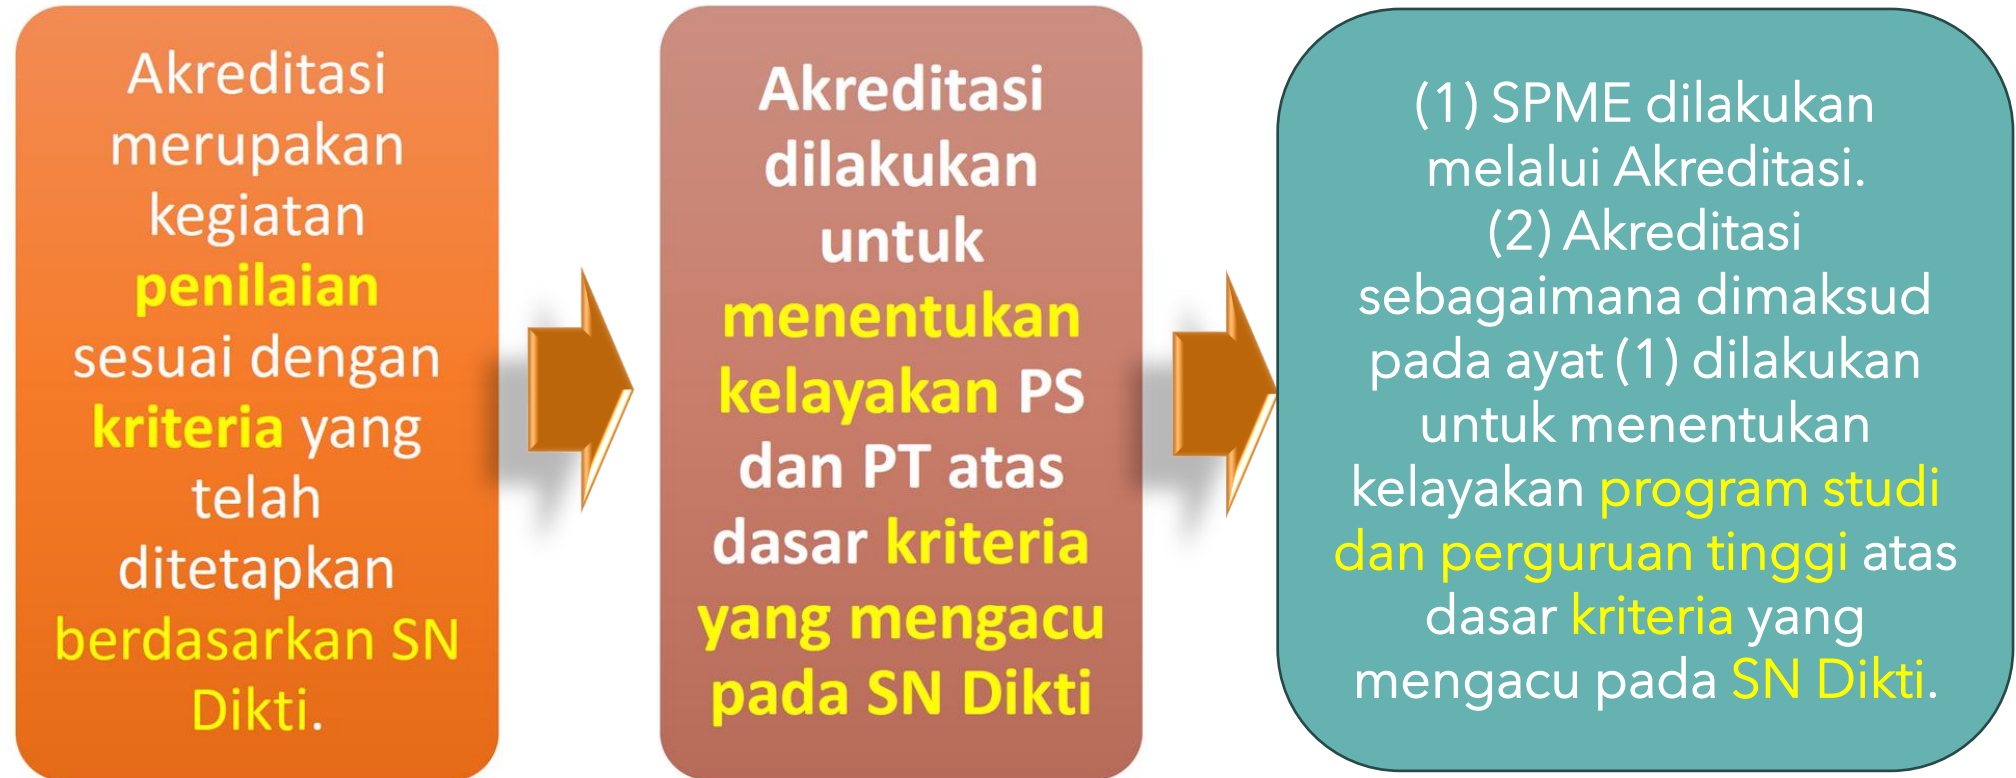 Akreditasi
merupakan
kegiatan
penilaian
sesuai dengan
kriteria yang
telah
ditetapkan
berdasarkan SN
Dikti.
Akreditasi
dilakukan
untuk
menentukan
kelayakan PS
dan PT atas
dasar kriteria
yang mengacu
pada SN Dikti
(1) SPME dilakukan
melalui Akreditasi.
(2) Akreditasi
sebagaimana dimaksud
pada ayat (1) dilakukan
untuk menentukan
kelayakan program studi
dan perguruan tinggi atas
dasar kriteria yang
mengacu pada SN Dikti.